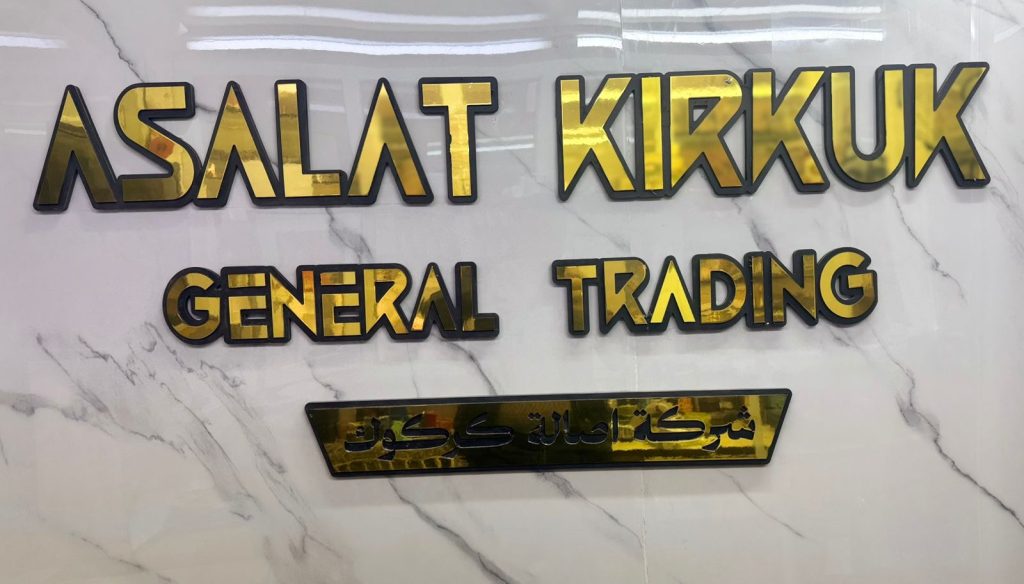 ASALAT KIRKUK
GENERAL TRADING
شركة اصالة كركوك